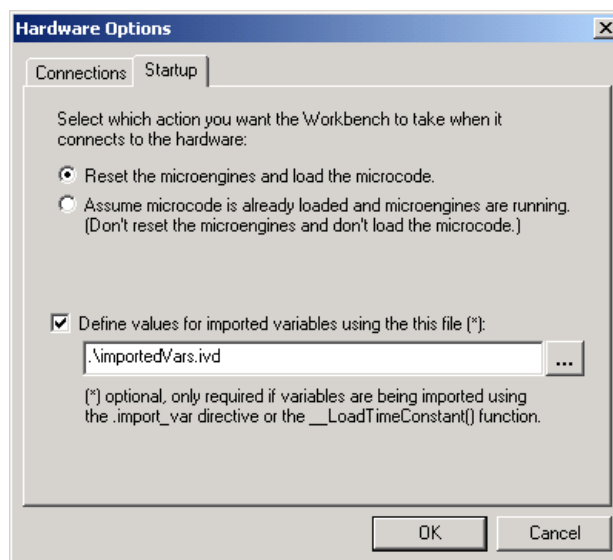 Hardware Options
Connections
Startup
Select which action you want the Workbench to take when it
connects to the hardware:
Reset the microengines and load the microcode.
Assume microcode is already loaded and microengines are running.
(Don't reset the microengines and don't load the microcode.)
Define values for imported variables using the this file (*):
.\importedVars.ivd
...
(*) optional, only required if variables are being imported using
the .import_var directive or the __LoadTimeConstant() function.
OK
Cancel